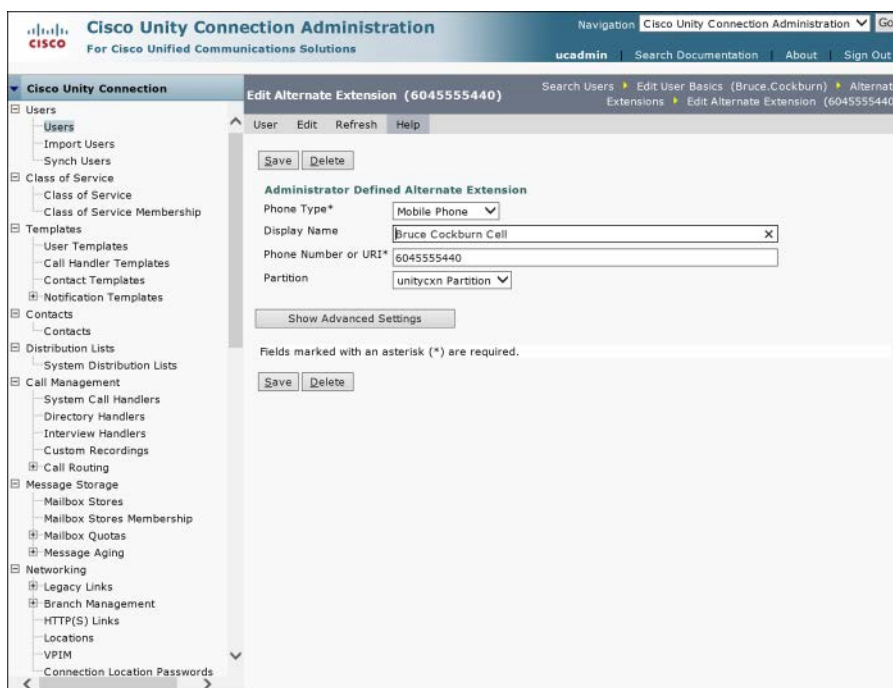 CISCO
Cisco Unity Connection Administration
For Cisco Unified Communications Solutions
Navigation Cisco Unity Connection Administration Go
ucadmin | Search Documentation | About | Sign Out
Cisco Unity Connection
Users
Users
Import Users
Synch Users
Class of Service
Class of Service
Class of Service Membership
Templates
User Templates
Call Handler Templates
Contact Templates
Notification Templates
Contacts
Contacts
Distribution Lists
System Distribution Lists
Call Management
System Call Handlers
Directory Handlers
Interview Handlers
Custom Recordings
Call Routing
Message Storage
Mailbox Stores
Mailbox Stores Membership
Mailbox Quotas
Message Aging
Networking
Legacy Links
Branch Management
HTTP(S) Links
Locations
VPIM
Connection Location Passwords
Edit Alternate Extension (6045555440)
Search Users Edit User Basics (Bruce.Cockburn) Alternat
Extensions Edit Alternate Extension (6045555440
User Edit Refresh Help
Save Delete
Administrator Defined Alternate Extension
Phone Type* Mobile Phone
Display Name Bruce Cockburn Cell
Phone Number or URI* 6045555440
Partition unitycxn Partition
Show Advanced Settings
Fields marked with an asterisk (*) are required.
Save Delete